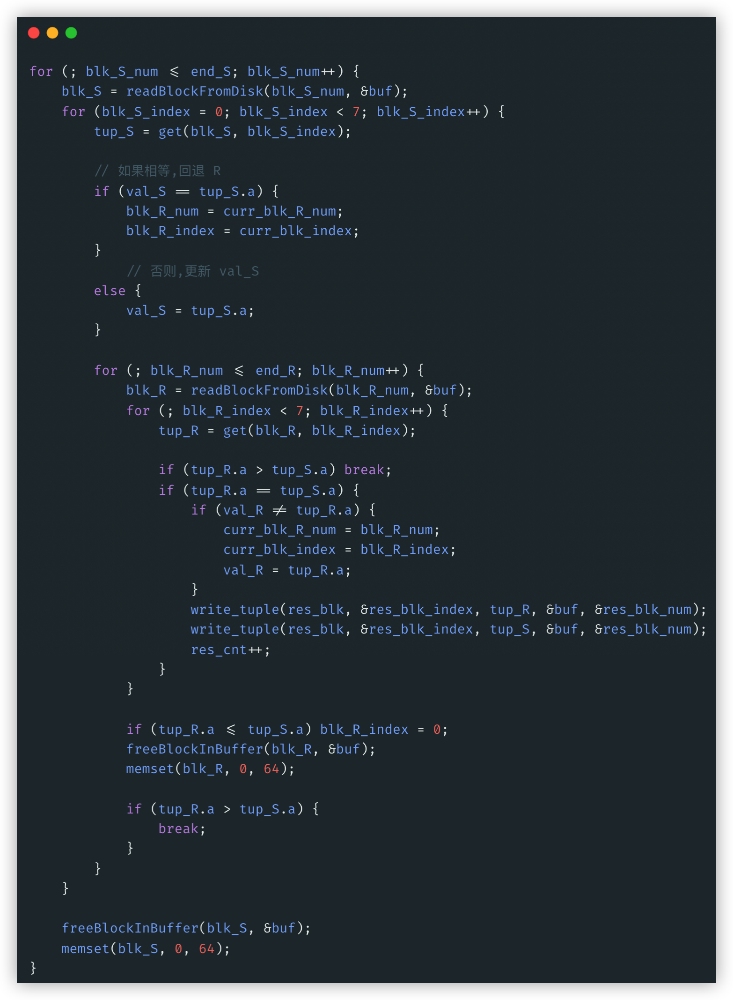 for (; blk_S_num <= end_S; blk_S_num++) {
    blk_S = readBlockFromDisk(blk_S_num, &buf);
    for (blk_S_index = 0; blk_S_index < 7; blk_S_index++) {
        tup_S = get(blk_S, blk_S_index);

        // 如果相等,回退 R
        if (val_S == tup_S.a) {
            blk_R_num = curr_blk_R_num;
            blk_R_index = curr_blk_index;
        }
            // 否则,更新 val_S
        else {
            val_S = tup_S.a;
        }

        for (; blk_R_num <= end_R; blk_R_num++) {
            blk_R = readBlockFromDisk(blk_R_num, &buf);
            for (; blk_R_index < 7; blk_R_index++) {
                tup_R = get(blk_R, blk_R_index);

                if (tup_R.a > tup_S.a) break;
                if (tup_R.a == tup_S.a) {
                    if (val_R != tup_R.a) {
                        curr_blk_R_num = blk_R_num;
                        curr_blk_index = blk_R_index;
                        val_R = tup_R.a;
                    }
                    write_tuple(res_blk, &res_blk_index, tup_R, &buf, &res_blk_num);
                    write_tuple(res_blk, &res_blk_index, tup_S, &buf, &res_blk_num);
                    res_cnt++;
                }
            }

            if (tup_R.a <= tup_S.a) blk_R_index = 0;
            freeBlockInBuffer(blk_R, &buf);
            memset(blk_R, 0, 64);

            if (tup_R.a > tup_S.a) {
                break;
            }
        }
    }

    freeBlockInBuffer(blk_S, &buf);
    memset(blk_S, 0, 64);
}